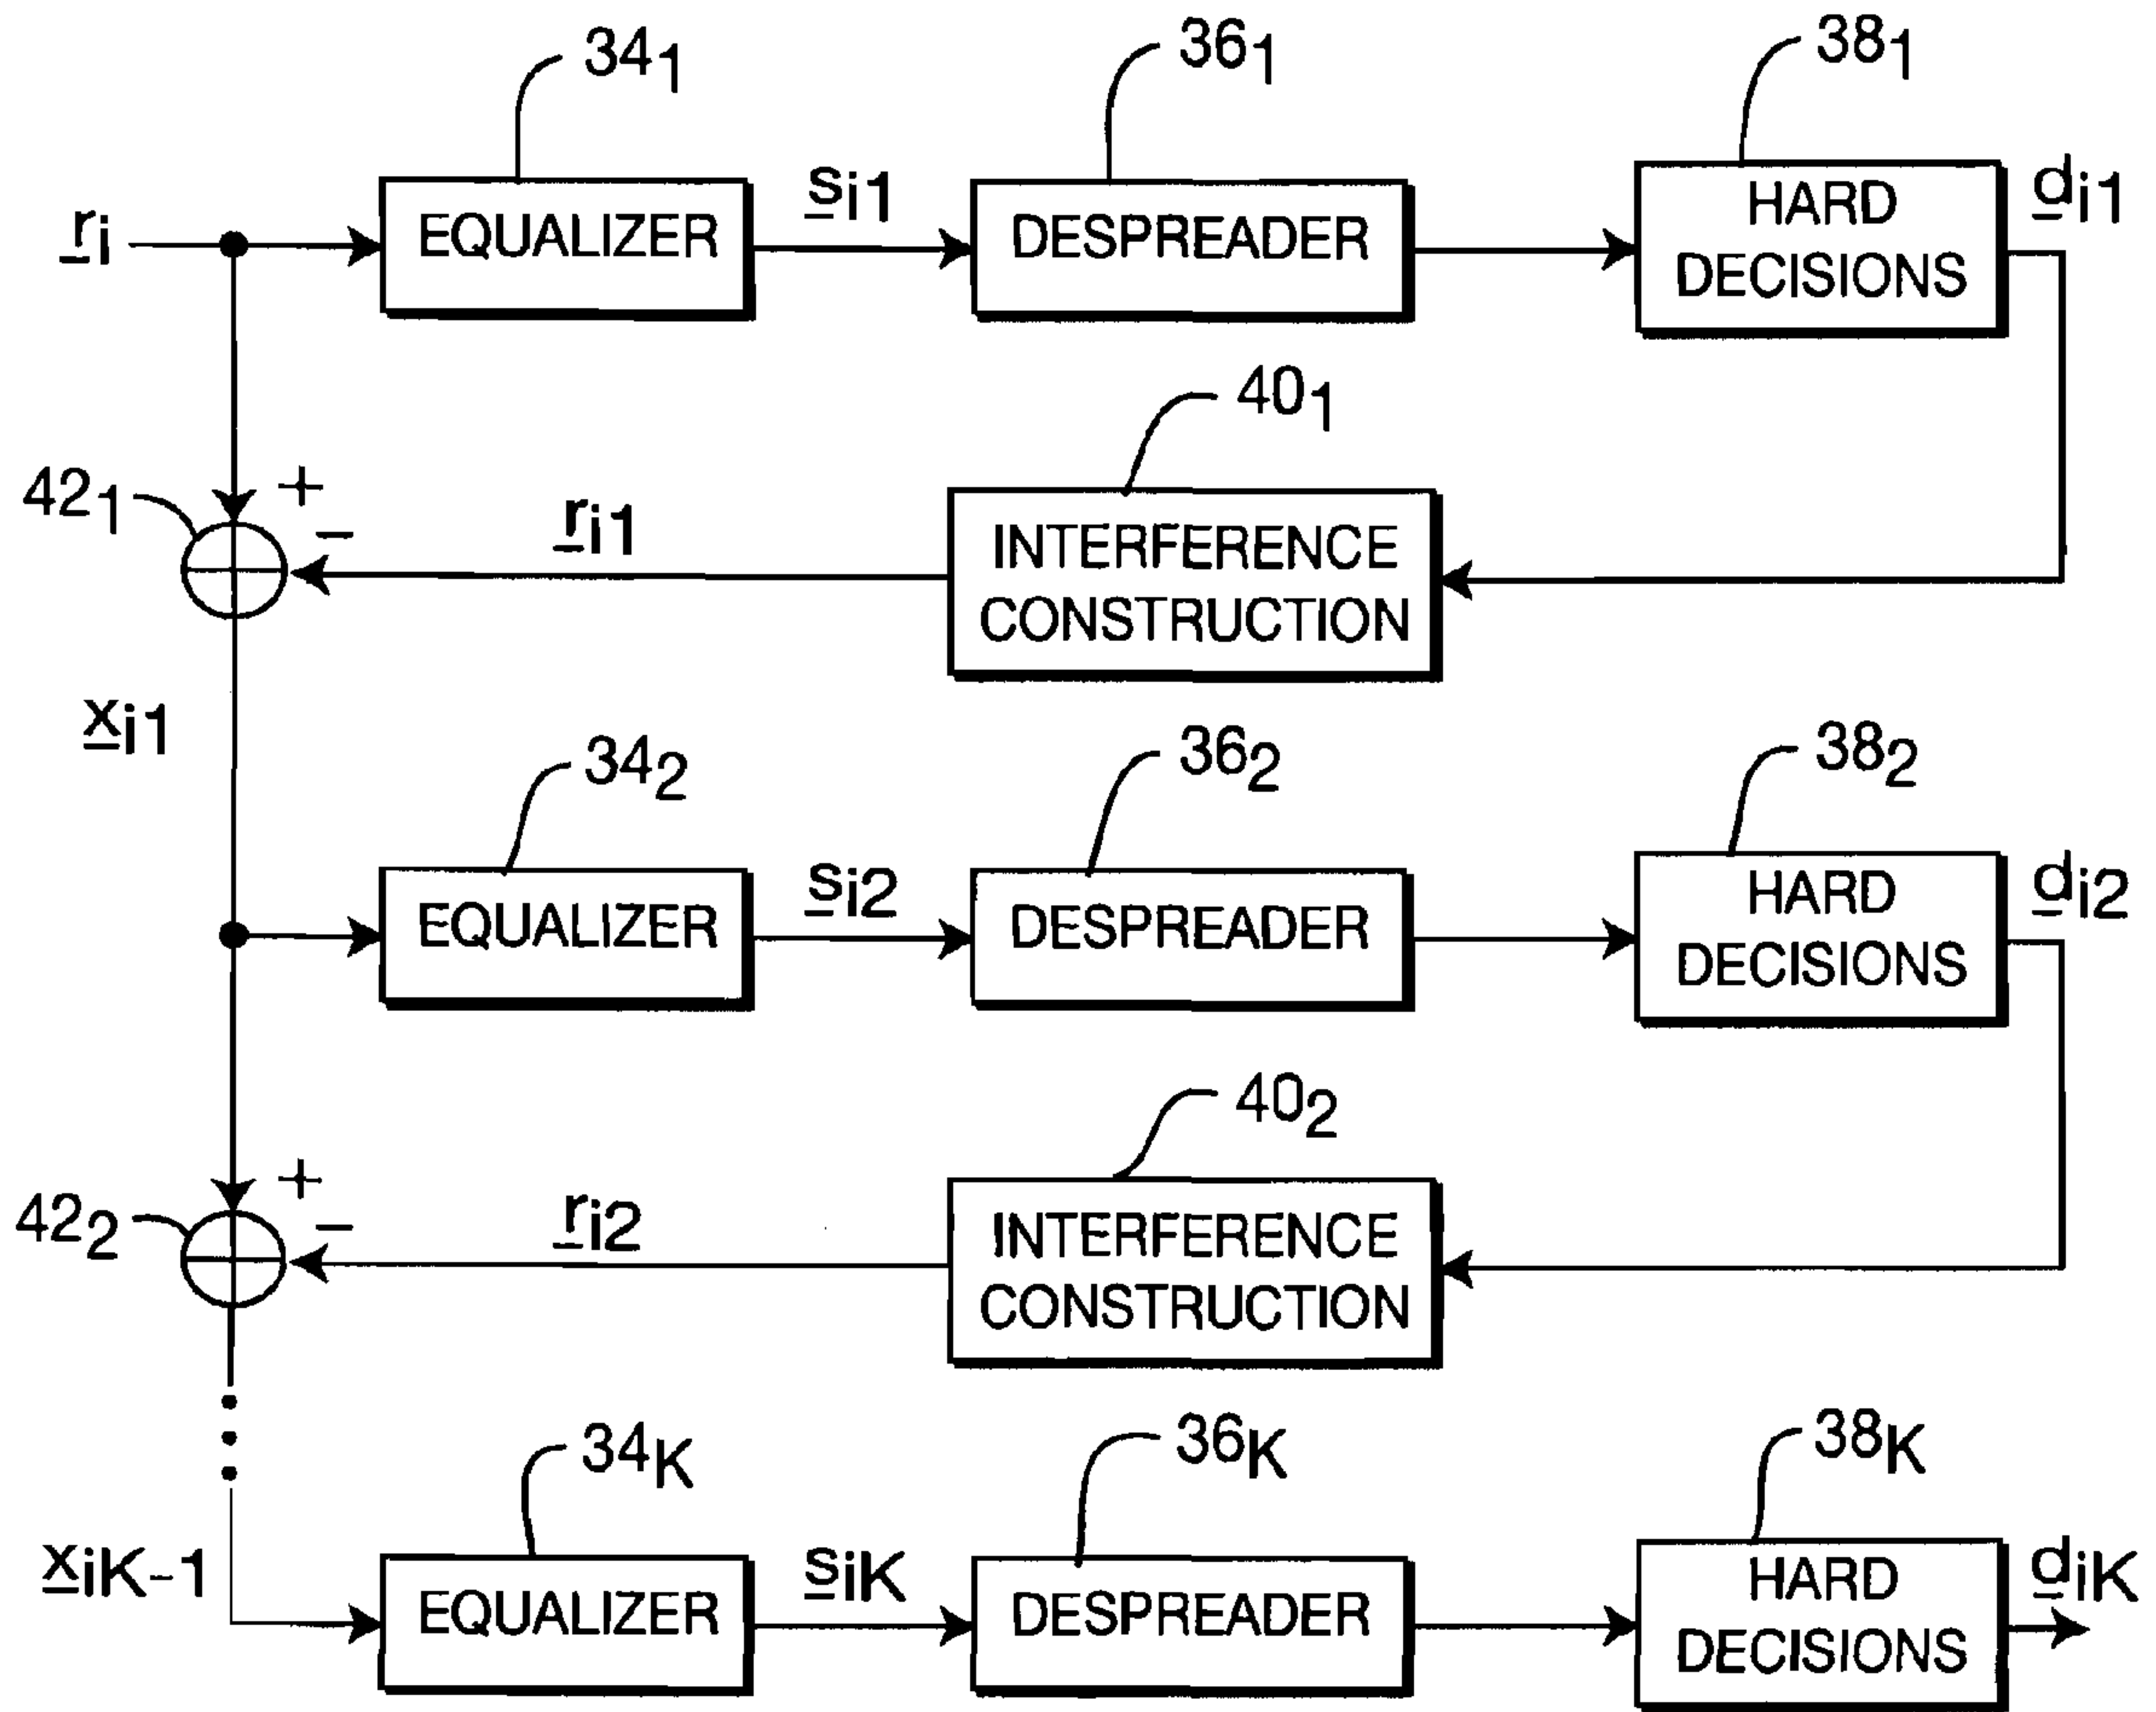 34₁
36₁
38₁
r̲i
EQUALIZER
s̲i1
DESPREADER
HARD
DECISIONS
d̲i1
40₁
42₁
+
−
r̲i1
INTERFERENCE
CONSTRUCTION
x̲i1
34₂
36₂
38₂
EQUALIZER
s̲i2
DESPREADER
HARD
DECISIONS
d̲i2
40₂
42₂
+
−
r̲i2
INTERFERENCE
CONSTRUCTION
34K
36K
38K
x̲iK-1
EQUALIZER
s̲iK
DESPREADER
HARD
DECISIONS
d̲iK